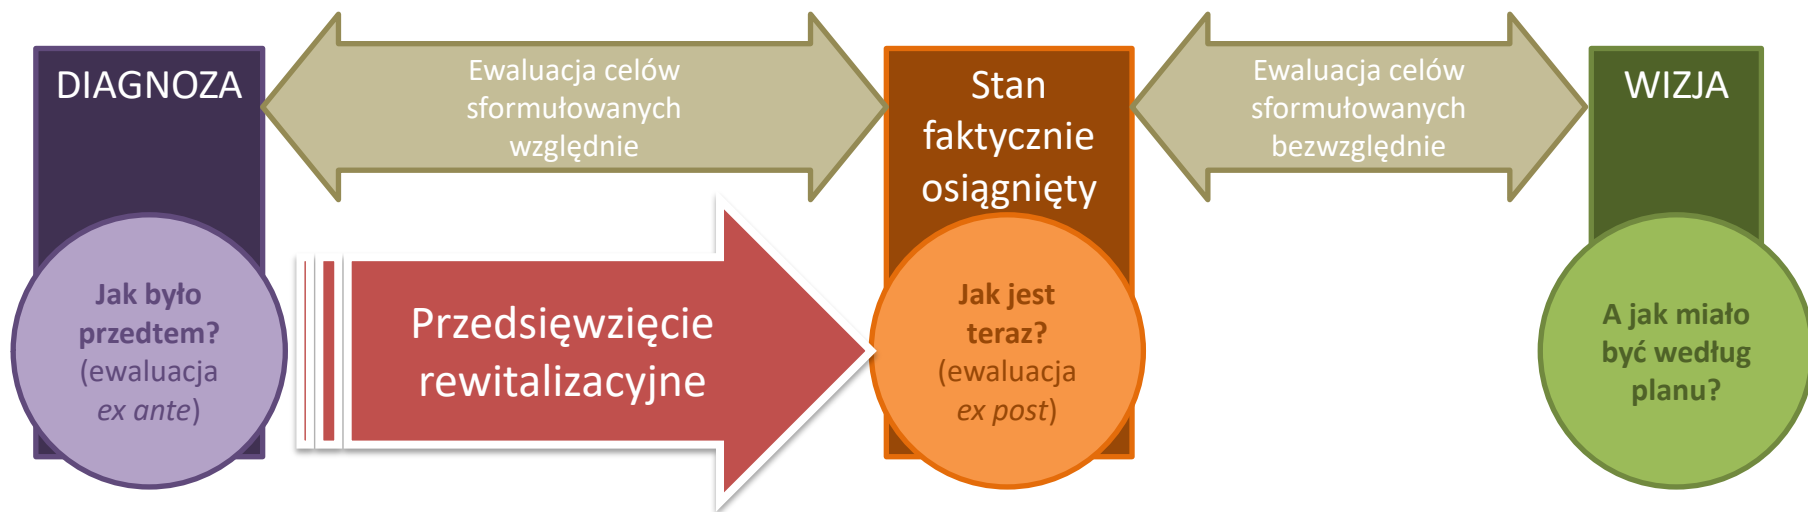 DIAGNOZA
Jak było
przedtem?
(ewaluacja
ex ante)
Ewaluacja celów
sformułowanych
względnie
Przedsięwzięcie
rewitalizacyjne
Stan
faktycznie
osiągnięty
Jak jest
teraz?
(ewaluacja
ex post)
Ewaluacja celów
sformułowanych
bezwzględnie
WIZJA
A jak miało
być według
planu?